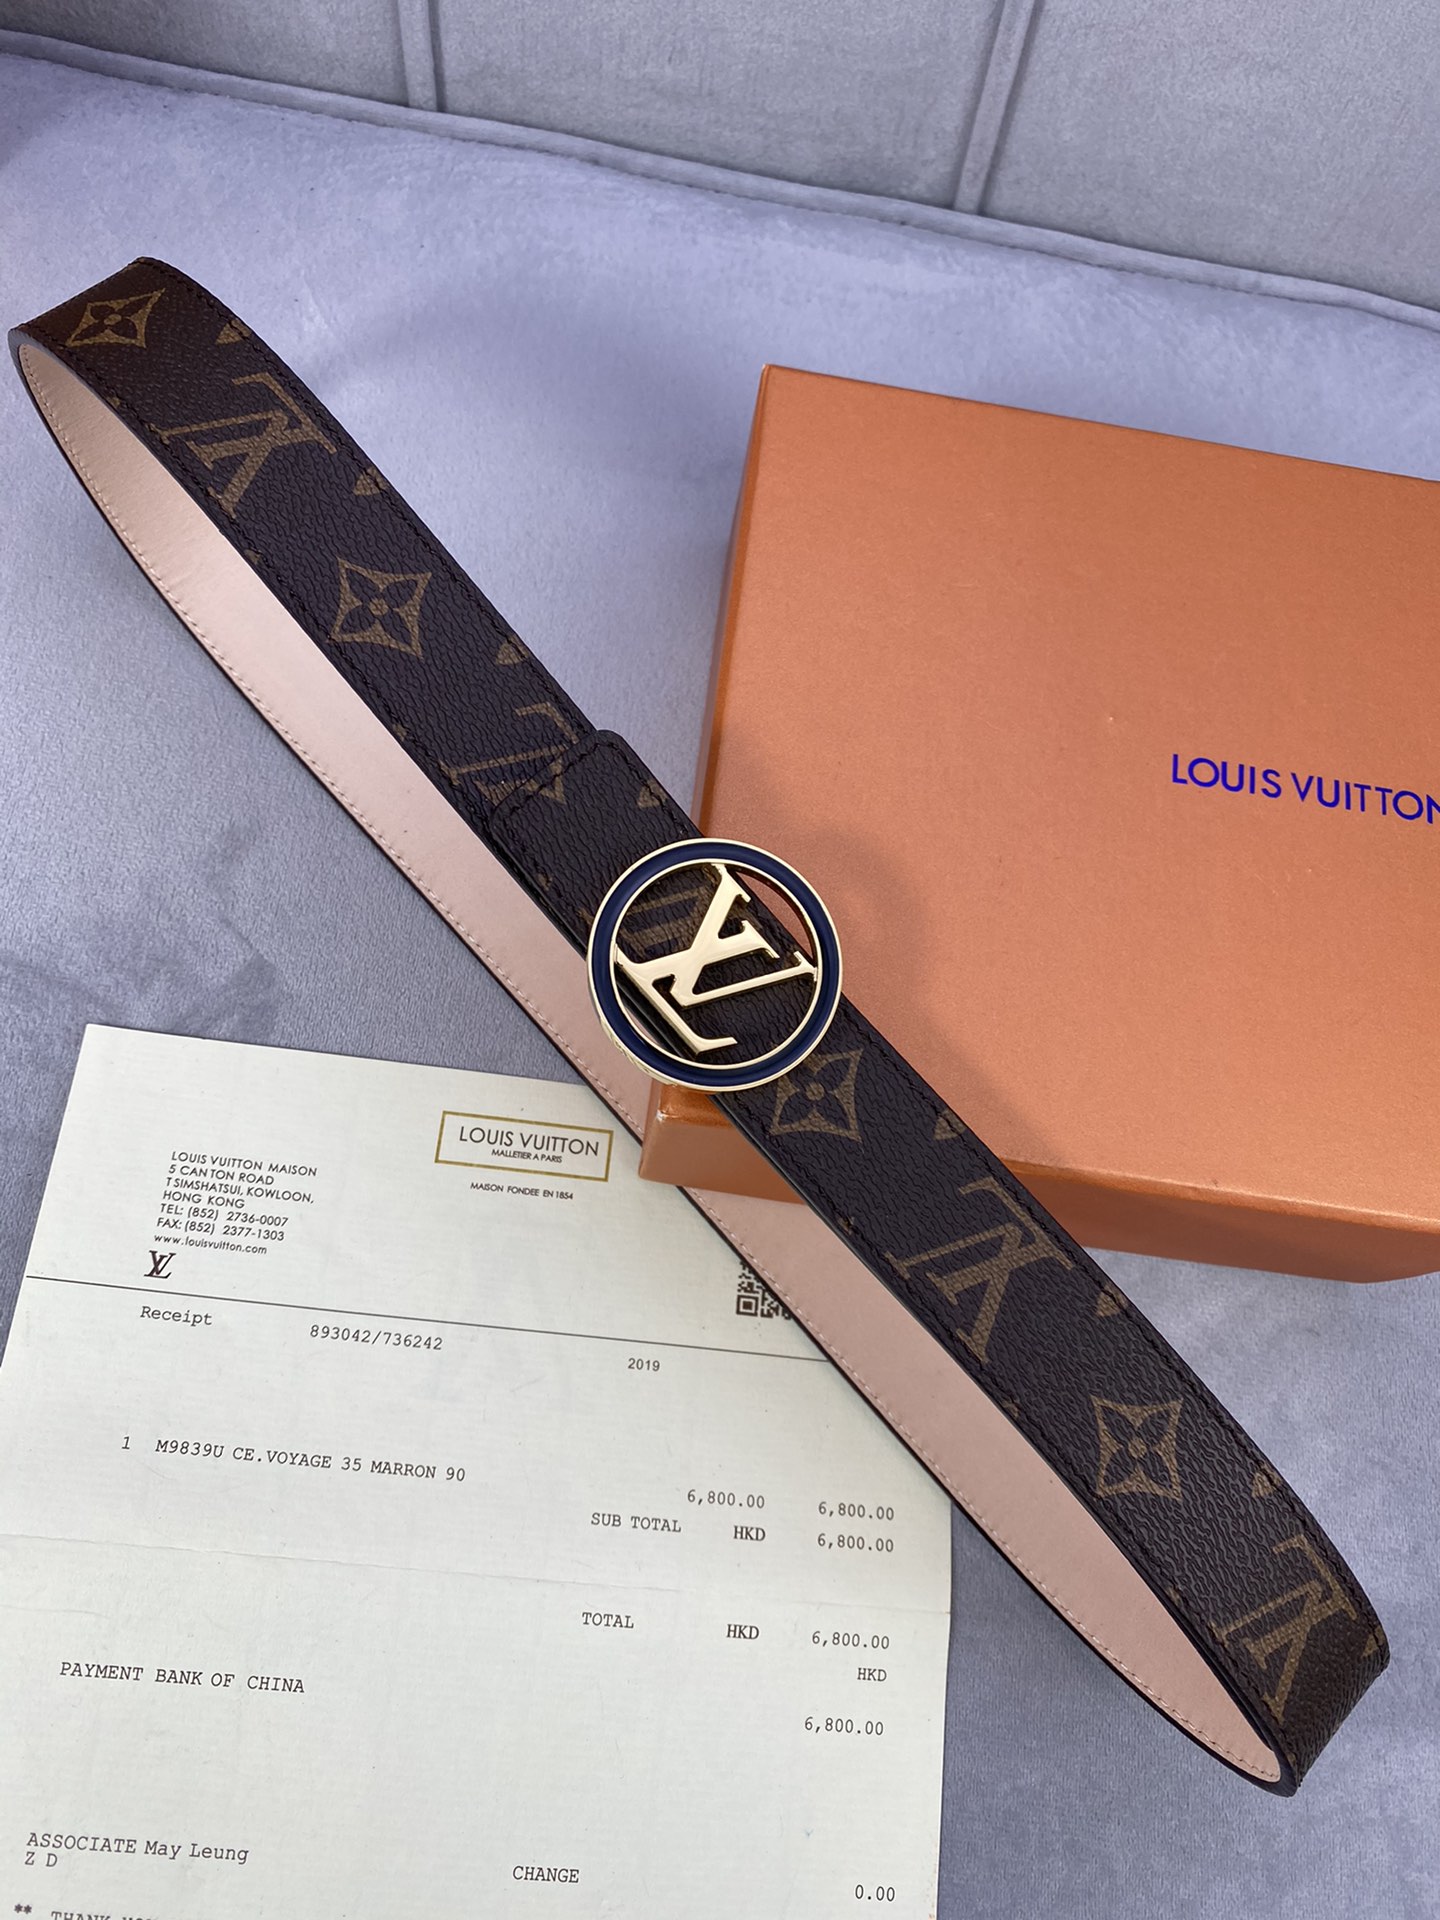 LOUIS VUITTON
LOUIS VUITTON
MALLETIER A PARIS
MAISON FONDEE EN 1854
LOUIS VUITTON MAISON
5 CANTON ROAD
TSIMSHATSUI, KOWLOON,
HONG KONG
TEL: (852) 2736-0007
FAX: (852) 2377-1303
www.louisvuitton.com
LV
Receipt 893042/736242 2019
1 M9839U CE.VOYAGE 35 MARRON 90
6,800.00 6,800.00
SUB TOTAL HKD 6,800.00
TOTAL HKD 6,800.00
HKD
PAYMENT BANK OF CHINA
6,800.00
ASSOCIATE May Leung
Z D
CHANGE 0.00
** THANK
LV